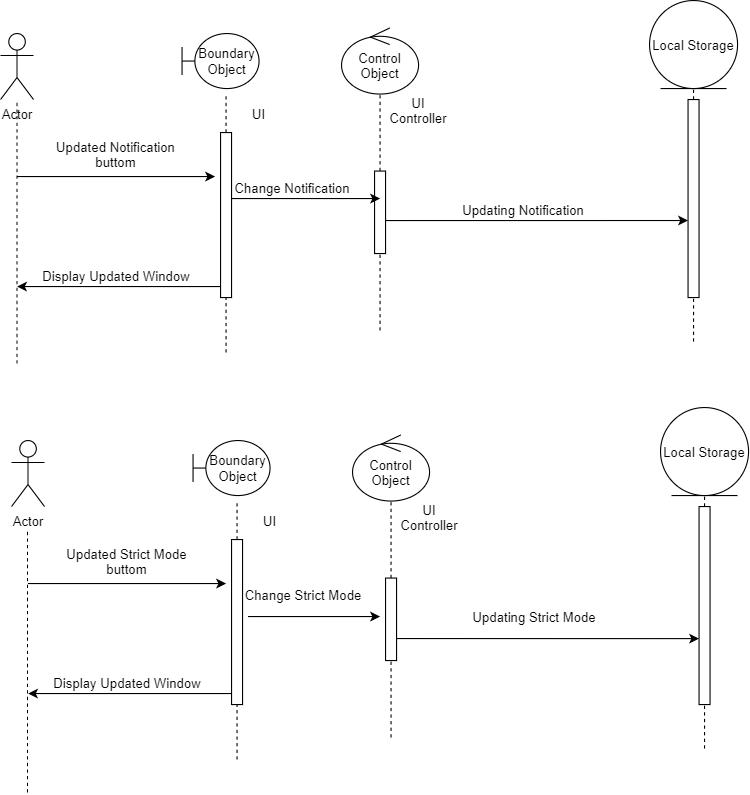 Boundary
Object
Control
Object
Local Storage
Actor
UI
UI
Controller
Updated Notification
buttom
Change Notification
Updating Notification
Display Updated Window
Boundary
Object
Control
Object
Local Storage
Actor
UI
UI
Controller
Updated Strict Mode
buttom
Change Strict Mode
Updating Strict Mode
Display Updated Window